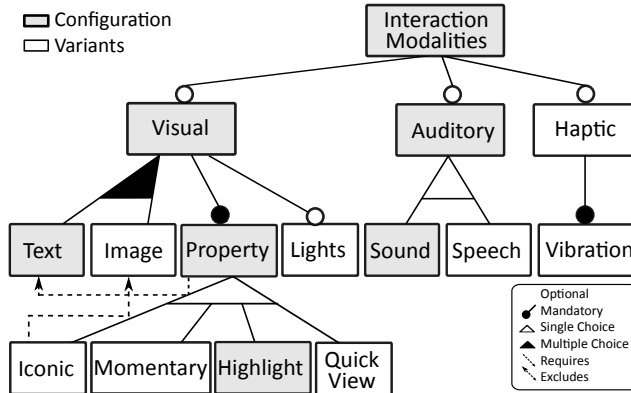 Configuration
Variants
Interaction
Modalities
Visual
Auditory
Haptic
Text
Image
Property
Lights
Sound
Speech
Vibration
Optional
Mandatory
Single Choice
Multiple Choice
Requires
Excludes
Iconic
Momentary
Highlight
Quick
View